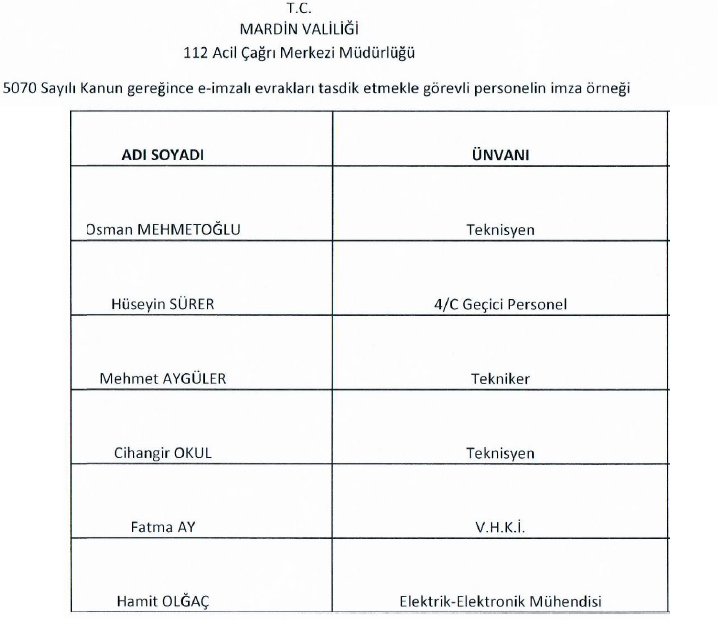 T.C.
MARDİN VALİLİĞİ
112 Acil Çağrı Merkezi Müdürlüğü
5070 Sayılı Kanun gereğince e-imzalı evrakları tasdik etmekle görevli personelin imza örneği
ADI SOYADI ÜNVANI
Osman MEHMETOĞLU Teknisyen
Hüseyin SÜRER 4/C Geçici Personel
Mehmet AYGÜLER Tekniker
Cihangir OKUL Teknisyen
Fatma AY V.H.K.İ.
Hamit OLĞAÇ Elektrik-Elektronik Mühendisi